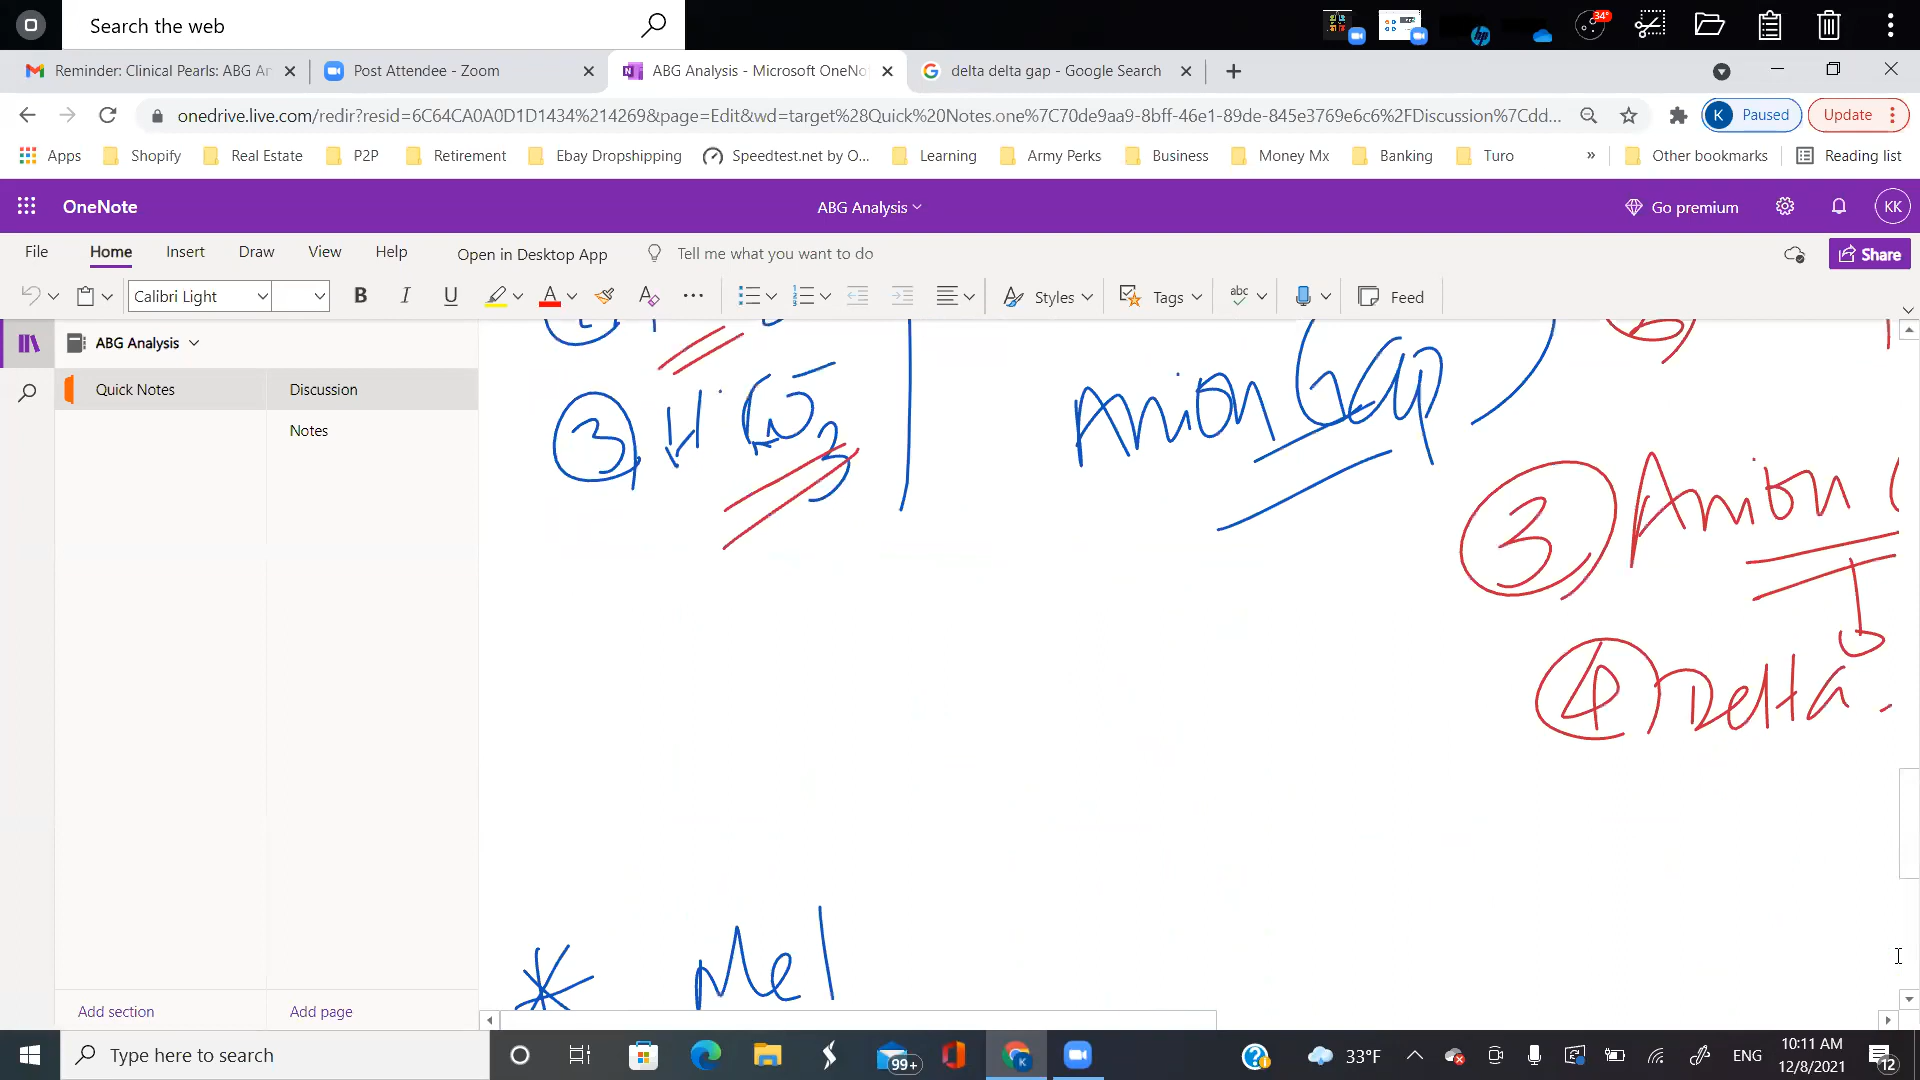 Search the web
34°
Reminder: Clinical Pearls: ABG An
Post Attendee - Zoom
ABG Analysis - Microsoft OneNo
delta delta gap - Google Search
onedrive.live.com/redir?resid=6C64CA0A0D1D1434%214269&page=Edit&wd=target%28Quick%20Notes.one%7C70de9aa9-8bff-46e1-89de-845e3769e6c6%2FDiscussion%7Cdd...
K Paused
Update
Apps Shopify Real Estate P2P Retirement Ebay Dropshipping Speedtest.net by O... Learning Army Perks Business Money Mx Banking Turo » Other bookmarks Reading list
OneNote
ABG Analysis
Go premium
KK
File Home Insert Draw View Help Open in Desktop App Tell me what you want to do
Share
Calibri Light B I U A Styles Tags abc Feed
ABG Analysis
Quick Notes
Discussion
Notes
3, HCO3-
Anion Gap
3, Anion
4 Delta -
* Me
Add section
Add page
Type here to search
99+
33°F
ENG
10:11 AM
12/8/2021
12